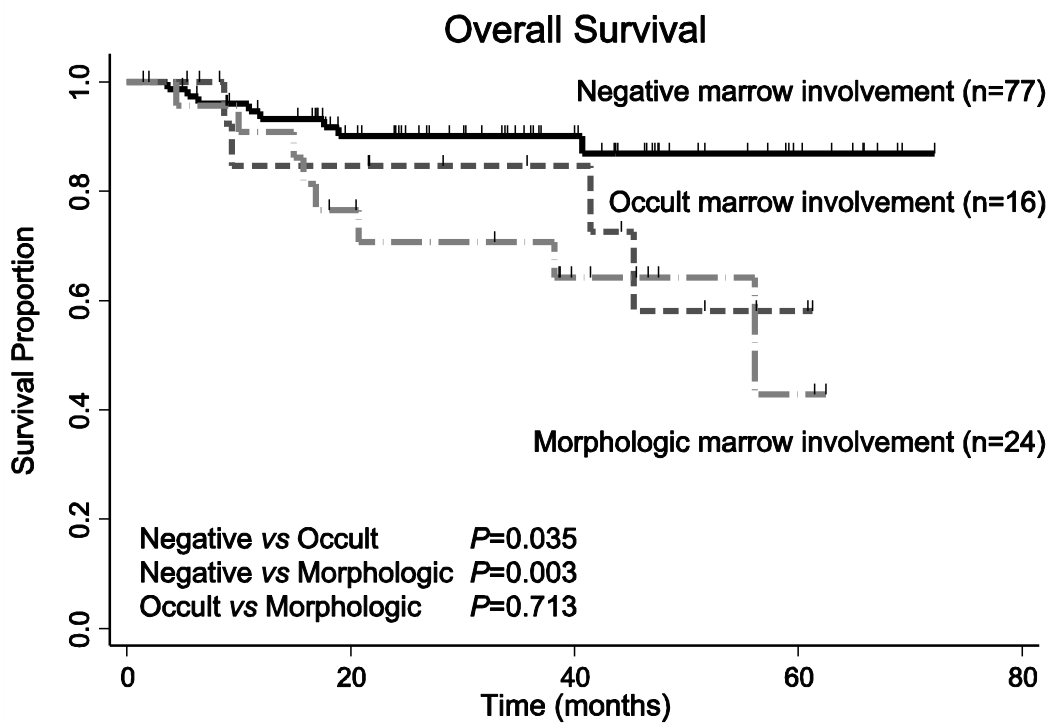 Overall Survival
Survival Proportion
1.0
0.8
0.6
0.4
0.2
0.0
Negative marrow involvement (n=77)
Occult marrow involvement (n=16)
Morphologic marrow involvement (n=24)
Negative vs Occult P=0.035
Negative vs Morphologic P=0.003
Occult vs Morphologic P=0.713
0 20 40 60 80
Time (months)